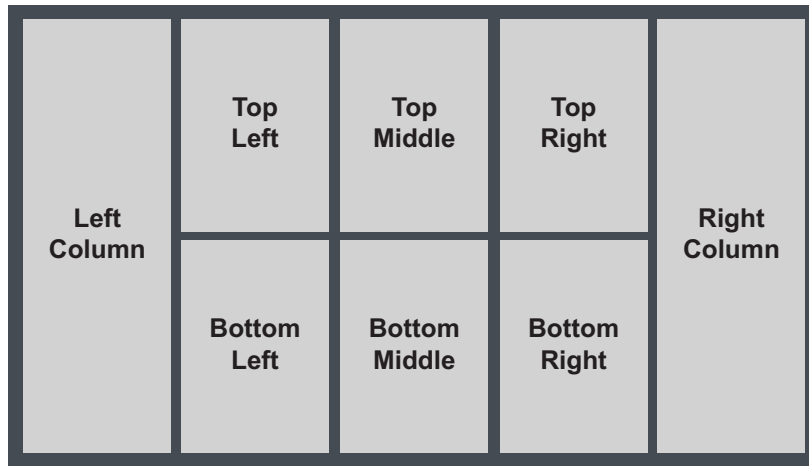 Left
Column
Top
Left
Top
Middle
Top
Right
Bottom
Left
Bottom
Middle
Bottom
Right
Right
Column